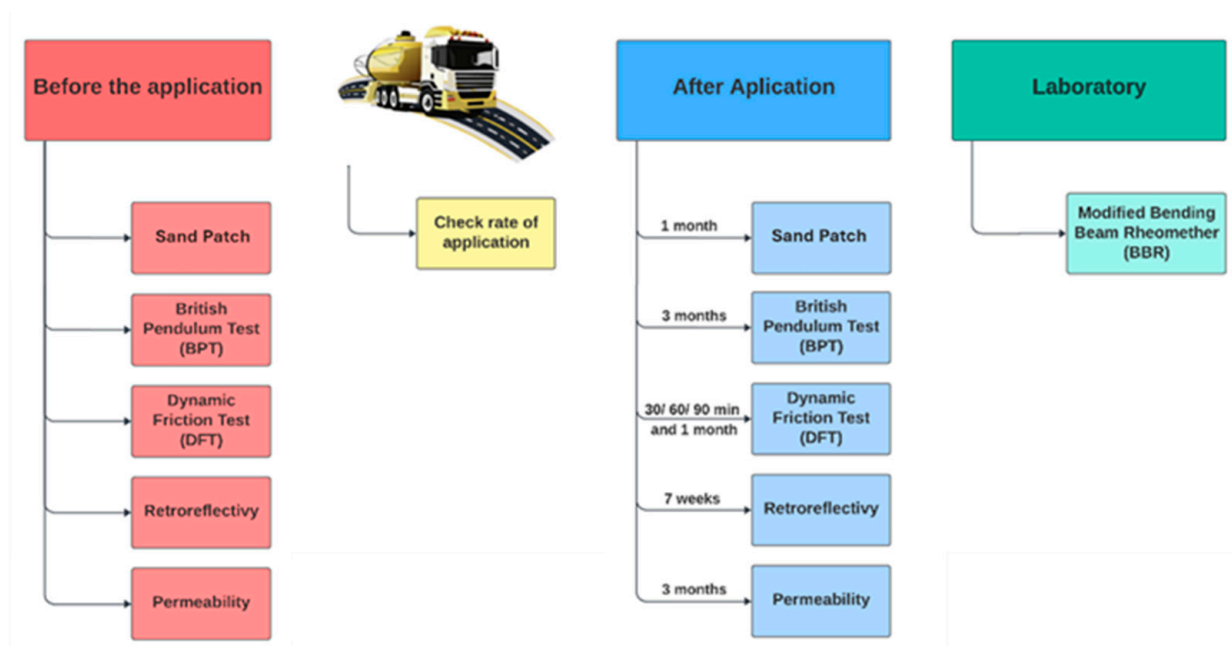 Before the application
Sand Patch
British
Pendulum Test
(BPT)
Dynamic
Friction Test
(DFT)
Retroreflectivy
Permeability
Check rate of
application
After Aplication
1 month
Sand Patch
3 months
British
Pendulum Test
(BPT)
30/ 60/ 90 min
and 1 month
Dynamic
Friction Test
(DFT)
7 weeks
Retroreflectivy
3 months
Permeability
Laboratory
Modified Bending
Beam Rheomether
(BBR)